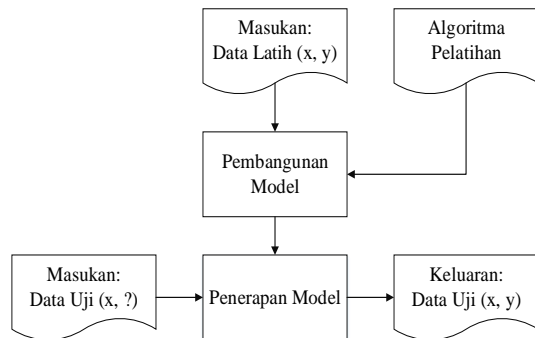 Masukan:
Data Latih (x, y)
Algoritma
Pelatihan
Pembangunan
Model
Masukan:
Data Uji (x, ?)
Penerapan Model
Keluaran:
Data Uji (x, y)